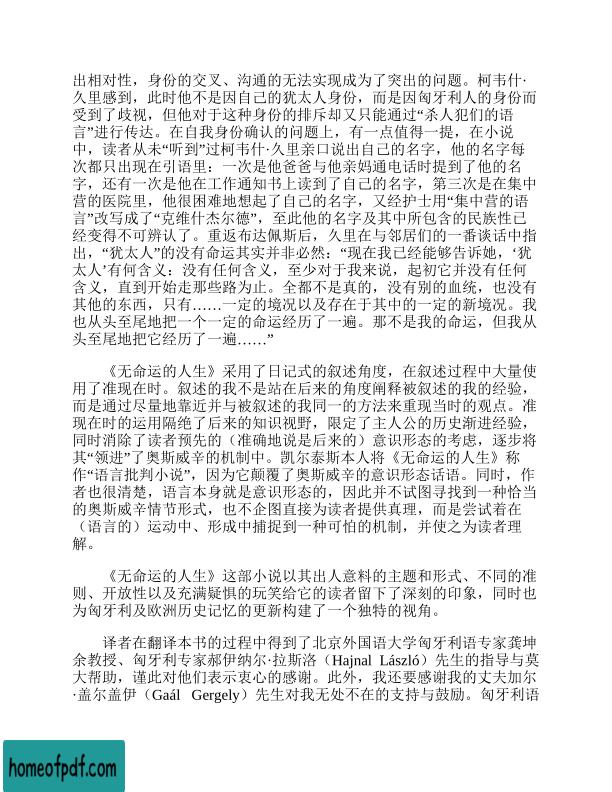 出相对性，身份的交叉、沟通的无法实现成为了突出的问题。柯韦什·
久里感到，此时他不是因自己的犹太人身份，而是因匈牙利人的身份而
受到了歧视，但他对于这种身份的排斥却又只能通过“杀人犯们的语
言”进行传达。在自我身份确认的问题上，有一点值得一提，在小说
中，读者从未“听到”过柯韦什·久里亲口说出自己的名字，他的名字每
次都只出现在引语里：一次是他爸爸与他亲妈通电话时提到了他的名
字，还有一次是他在工作通知书上读到了自己的名字，第三次是在集中
营的医院里，他很困难地想起了自己的名字，又经护士用“集中营的语
言”改写成了“克维什杰尔德”，至此他的名字及其中所包含的民族性已
经变得不可辨认了。重返布达佩斯后，久里在与邻居们的一番谈话中指
出，“犹太人”的没有命运其实并非必然：“现在我已经能够告诉她，‘犹
太人’有何含义：没有任何含义，至少对于我来说，起初它并没有任何
含义，直到开始走那些路为止。全都不是真的，没有别的血统，也没有
其他的东西，只有……一定的境况以及存在于其中的一定的新境况。我
也从头至尾地把一个一定的命运经历了一遍。那不是我的命运，但我从
头至尾地把它经历了一遍……”
《无命运的人生》采用了日记式的叙述角度，在叙述过程中大量使
用了准现在时。叙述的我不是站在后来的角度阐释被叙述的我的经验，
而是通过尽量地靠近并与被叙述的我同一的方法来重现当时的观点。准
现在时的运用隔绝了后来的知识视野，限定了主人公的历史渐进经验，
同时消除了读者预先的（准确地说是后来的）意识形态的考虑，逐步将
其“领进”了奥斯威辛的机制中。凯尔泰斯本人将《无命运的人生》称
作“语言批判小说”，因为它颠覆了奥斯威辛的意识形态话语。同时，作
者也很清楚，语言本身就是意识形态的，因此并不试图寻找到一种恰当
的奥斯威辛情节形式，也不企图直接为读者提供真理，而是尝试着在
（语言的）运动中、形成中捕捉到一种可怕的机制，并使之为读者理
解。
《无命运的人生》这部小说以其出人意料的主题和形式、不同的准
则、开放性以及充满疑惧的玩笑给它的读者留下了深刻的印象，同时也
为匈牙利及欧洲历史记忆的更新构建了一个独特的视角。
译者在翻译本书的过程中得到了北京外国语大学匈牙利语专家龚坤
余教授、匈牙利专家郝伊纳尔·拉斯洛（Hajnal László）先生的指导与莫
大帮助，谨此对他们表示衷心的感谢。此外，我还要感谢我的丈夫加尔
·盖尔盖伊（Gaál Gergely）先生对我无处不在的支持与鼓励。匈牙利语
homeofpdf.com